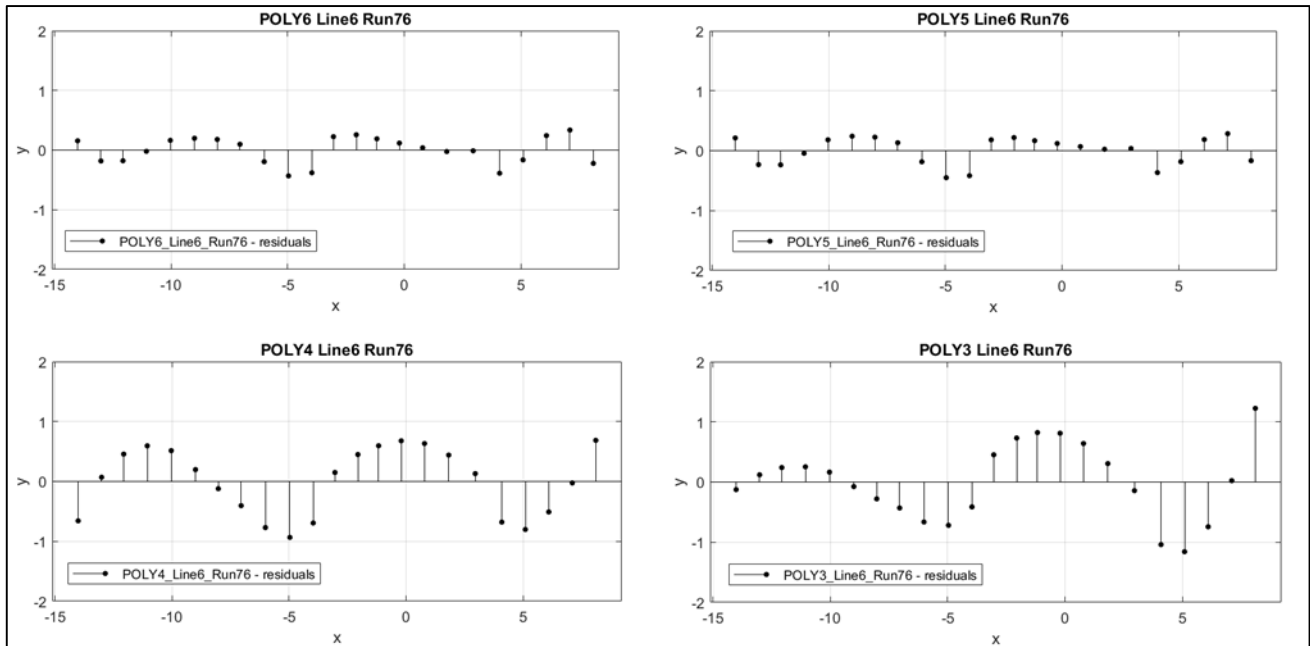 POLY6 Line6 Run76
2
1
0
-1
-2
y
POLY6_Line6_Run76 - residuals
-15
-10
-5
0
5
x
POLY5 Line6 Run76
2
1
0
-1
-2
y
POLY5_Line6_Run76 - residuals
-15
-10
-5
0
5
x
POLY4 Line6 Run76
2
1
0
-1
-2
y
POLY4_Line6_Run76 - residuals
-15
-10
-5
0
5
x
POLY3 Line6 Run76
2
1
0
-1
-2
y
POLY3_Line6_Run76 - residuals
-15
-10
-5
0
5
x